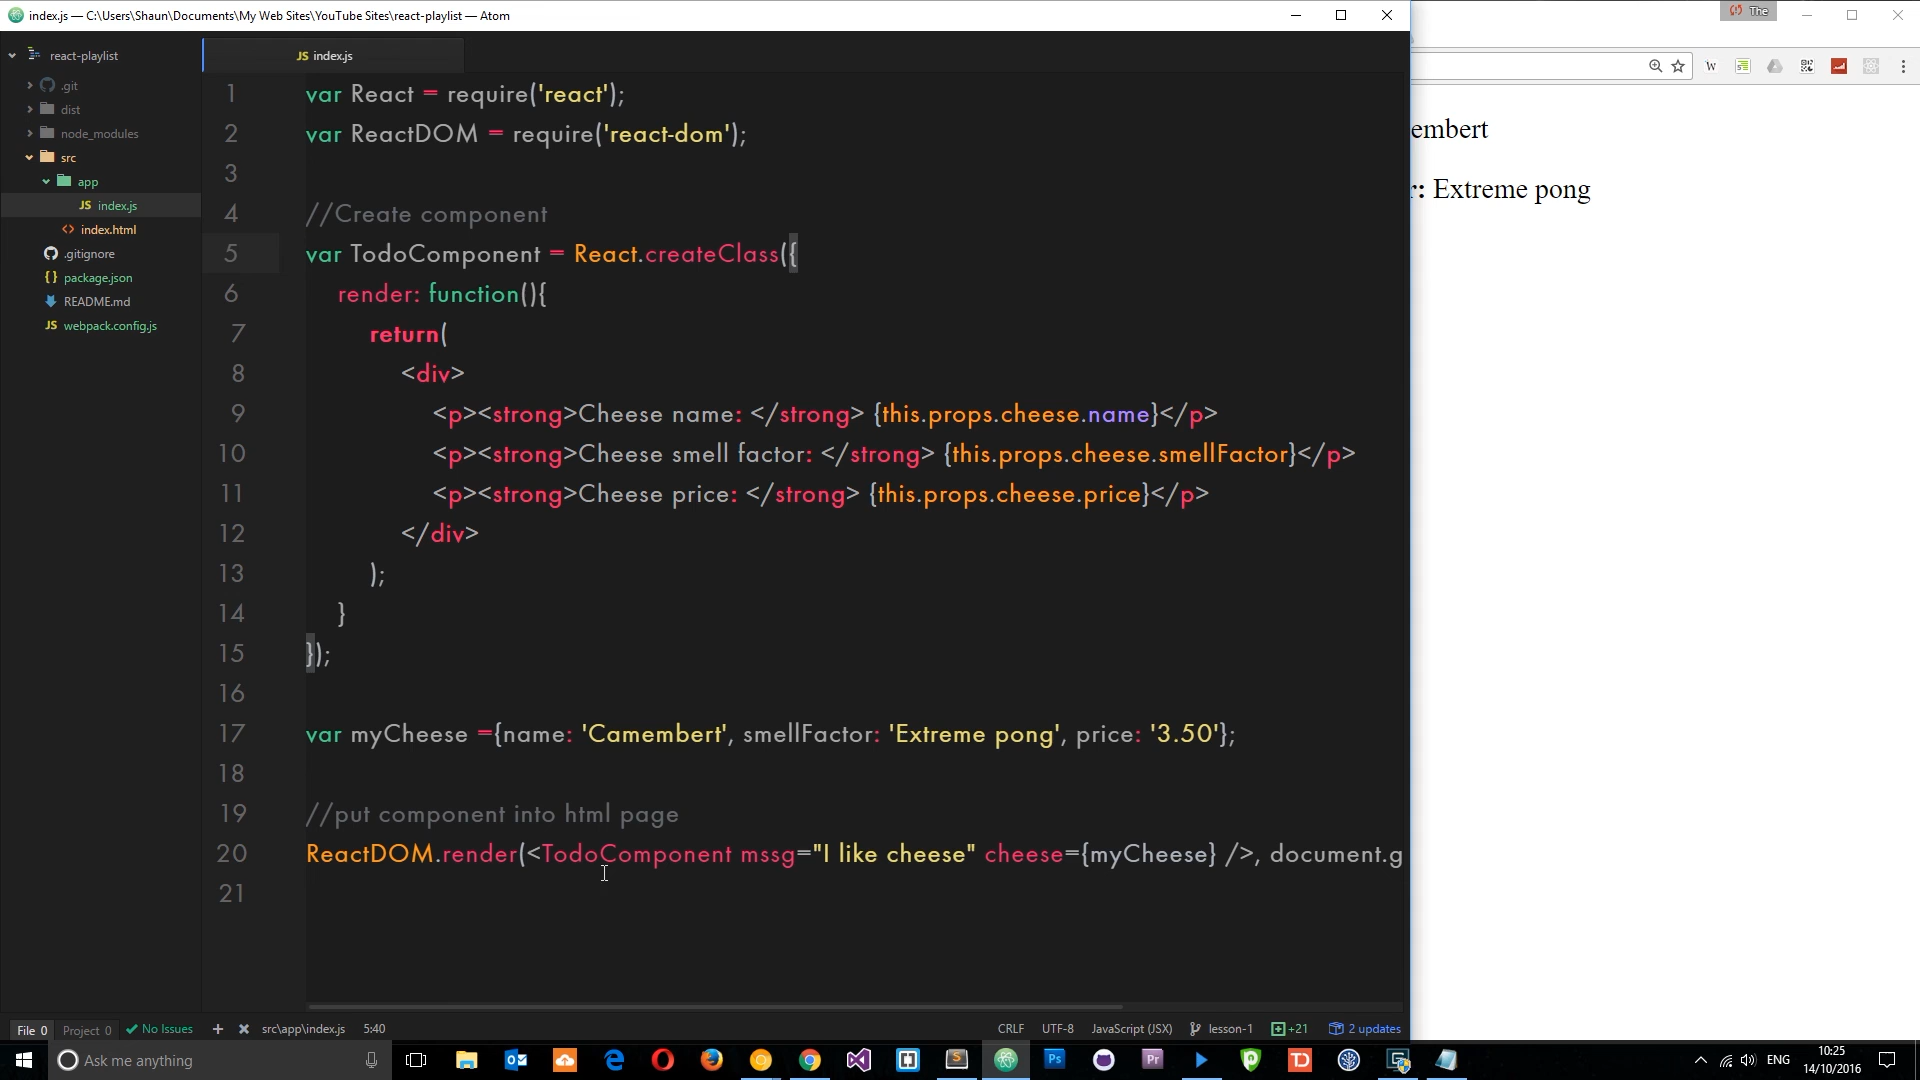 index.js — C:\Users\Shaun\Documents\My Web Sites\YouTube Sites\react-playlist — Atom
The
react-playlist
.git
dist
node_modules
src
app
JS index.js
index.html
.gitignore
package.json
README.md
JS webpack.config.js
JS index.js
1 var React = require('react');
2 var ReactDOM = require('react-dom');
3
4 //Create component
5 var TodoComponent = React.createClass({
6 render: function(){
7 return(
8 <div>
9 <p><strong>Cheese name: </strong> {this.props.cheese.name}</p>
10 <p><strong>Cheese smell factor: </strong> {this.props.cheese.smellFactor}</p>
11 <p><strong>Cheese price: </strong> {this.props.cheese.price}</p>
12 </div>
13 );
14 }
15 });
16
17 var myCheese ={name: 'Camembert', smellFactor: 'Extreme pong', price: '3.50'};
18
19 //put component into html page
20 ReactDOM.render(<TodoComponent mssg="I like cheese" cheese={myCheese} />, document.g
21
embert
r: Extreme pong
File 0 Project 0 No Issues src\app\index.js 5:40 CRLF UTF-8 JavaScript (JSX) lesson-1 +21 2 updates
Ask me anything
Ps
Pr
TD
ENG
10:25
14/10/2016